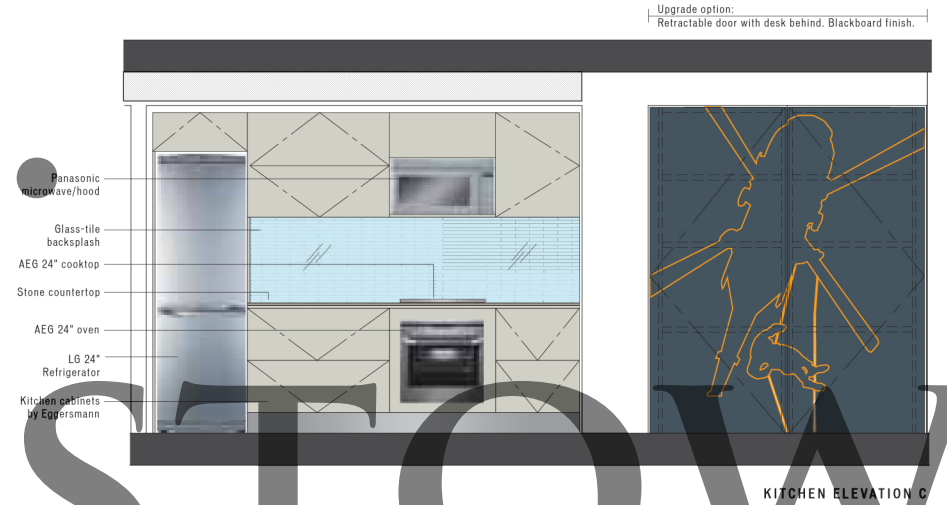 Upgrade option:
Retractable door with desk behind. Blackboard finish.
Panasonic
microwave/hood
Glass-tile
backsplash
AEG 24" cooktop
Stone countertop
AEG 24" oven
LG 24"
Refrigerator
Kitchen cabinets
by Eggersmann
STOW
KITCHEN ELEVATION C